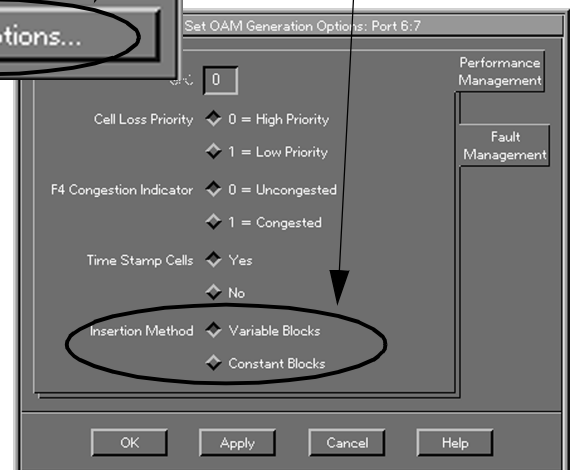 tions...
Set OAM Generation Options: Port 6:7
Performance
Management
0
Cell Loss Priority 0 = High Priority
1 = Low Priority
Fault
Management
F4 Congestion Indicator 0 = Uncongested
1 = Congested
Time Stamp Cells Yes
No
Insertion Method Variable Blocks
Constant Blocks
OK Apply Cancel Help